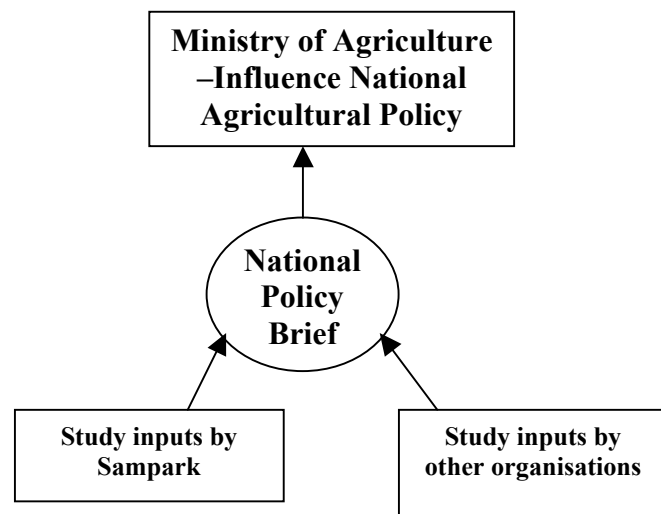 Ministry of Agriculture
–Influence National
Agricultural Policy
National
Policy
Brief
Study inputs by
Sampark
Study inputs by
other organisations